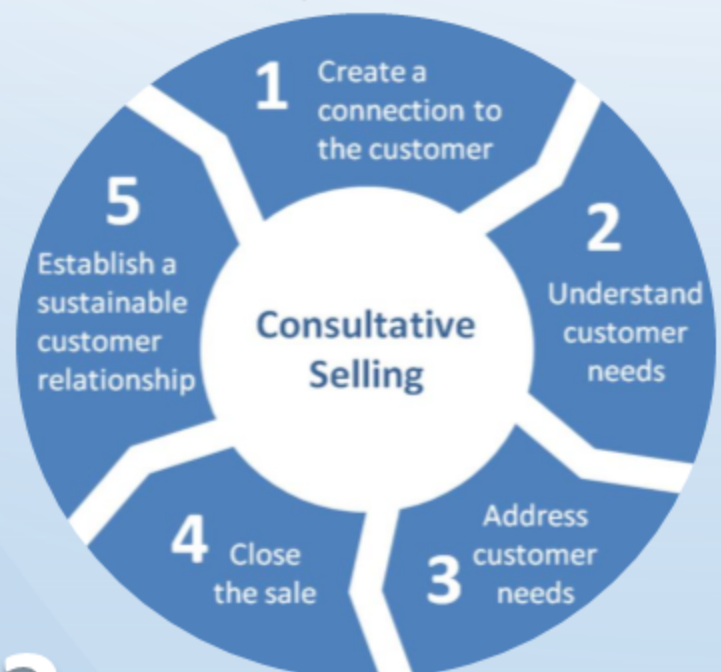 1
Create a
connection to
the customer
2
Understand
customer
needs
3
Address
customer
needs
4
Close
the sale
5
Establish a
sustainable
customer
relationship
Consultative
Selling